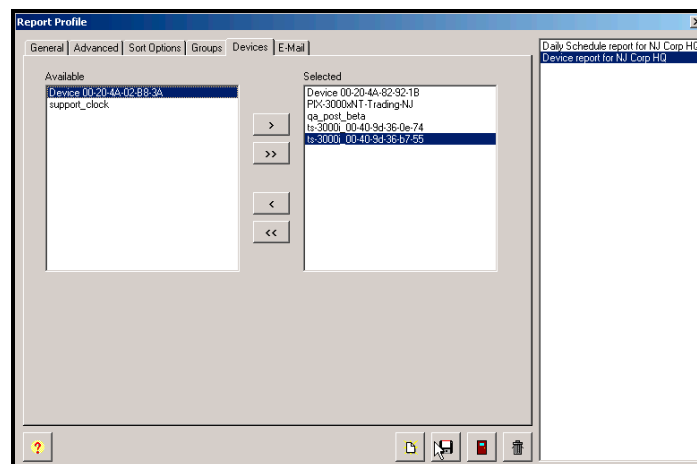 Report Profile
General Advanced Sort Options Groups Devices E-Mail
Available
Device 00-20-4A-02-B8-3A
support_clock
>
>>
<
<<
Selected
Device 00-20-4A-82-92-1B
PIX-3000xNT-Trading-NJ
qa_post_beta
ts-3000i_00-40-9d-36-0e-74
ts-3000i_00-40-9d-36-b7-55
Daily Schedule report for NJ Corp HQ
Device report for NJ Corp HQ
?